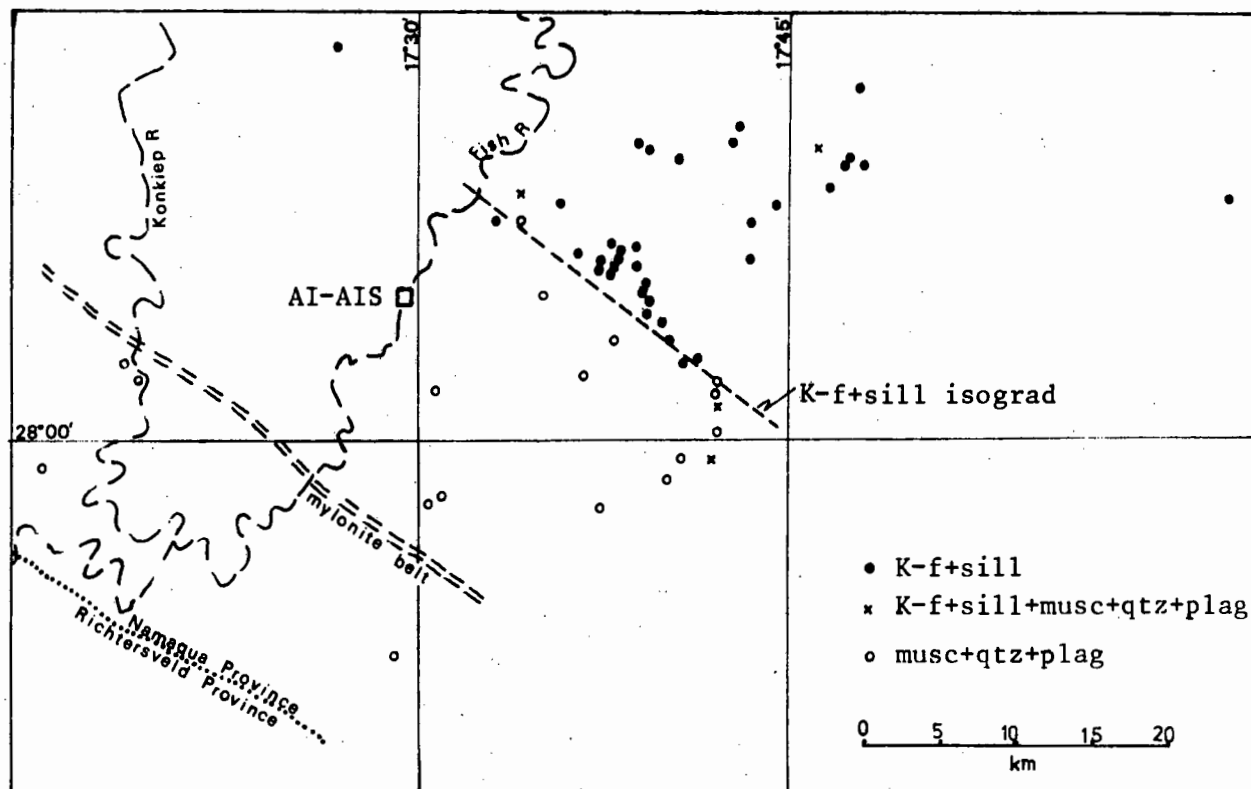 17°30'
17°45'
Konkiep R
Fish R
AI-AIS
K-f+sill isograd
28°00'
mylonite belt
Namaqua Province
Richtersveld Province
K-f+sill
K-f+sill+musc+qtz+plag
musc+qtz+plag
0 5 10 15 20
km